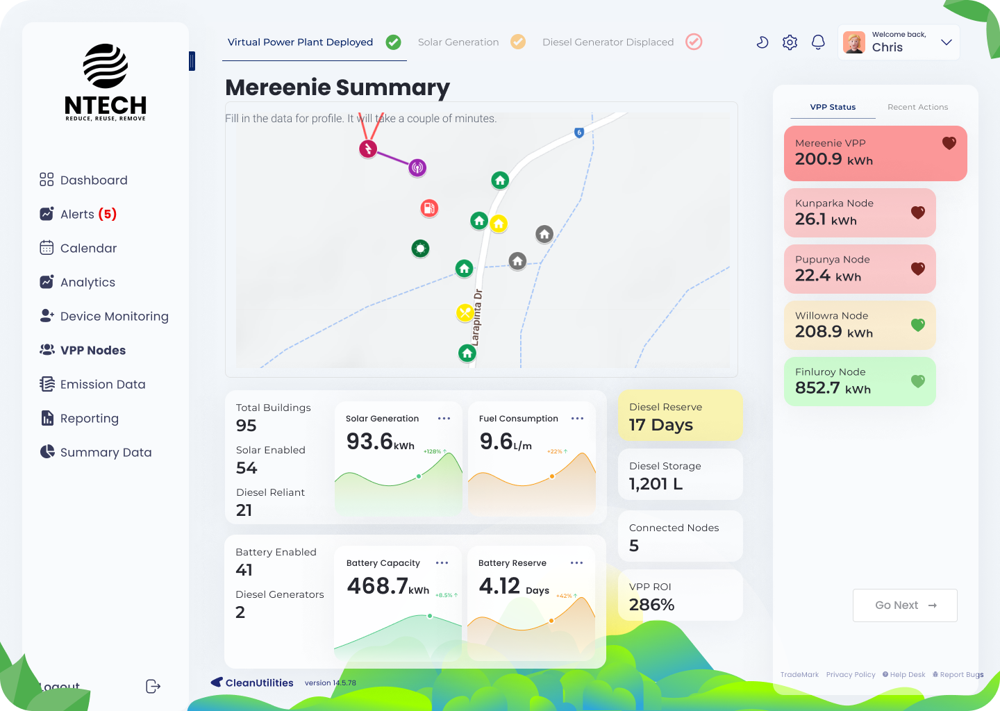 NTECH
REDUCE, REUSE, REMOVE
Dashboard
Alerts (5)
Calendar
Analytics
Device Monitoring
VPP Nodes
Emission Data
Reporting
Summary Data
Logout
Virtual Power Plant Deployed
Solar Generation
Diesel Generator Displaced
Welcome back,
Chris
Mereenie Summary
Fill in the data for profile. It will take a couple of minutes.
6
Larapinta Dr
Total Buildings
95
Solar Enabled
54
Diesel Reliant
21
Solar Generation
93.6kWh
+128% ↑
Fuel Consumption
9.6L/m
+22% ↑
Diesel Reserve
17 Days
Diesel Storage
1,201 L
Connected Nodes
5
VPP ROI
286%
Battery Enabled
41
Diesel Generators
2
Battery Capacity
468.7kWh
+8.5% ↑
Battery Reserve
4.12 Days
+42% ↑
CleanUtilities version 14.5.78
VPP Status
Recent Actions
Mereenie VPP
200.9 kWh
Kunparka Node
26.1 kWh
Pupunya Node
22.4 kWh
Willowra Node
208.9 kWh
Finluroy Node
852.7 kWh
Go Next →
TradeMark Privacy Policy Help Desk Report Bugs